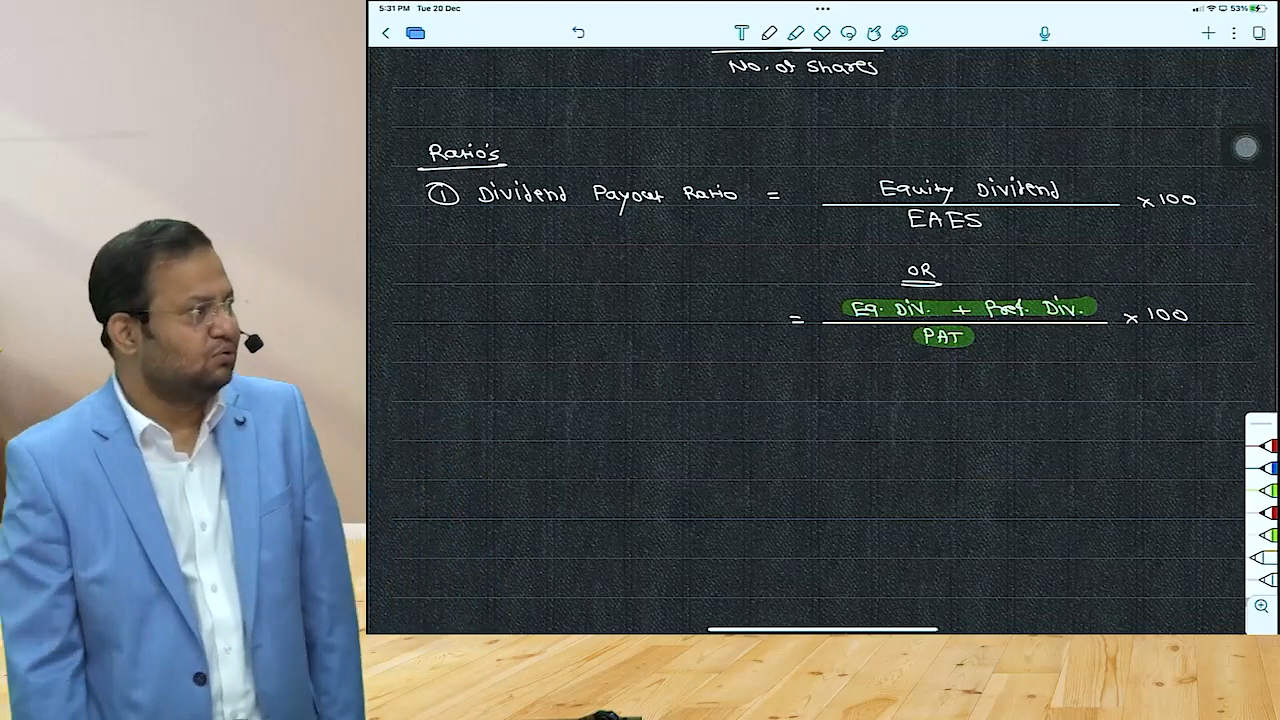 5:31 PM Tue 20 Dec
53%
No. of Shares
Ratio's
① Dividend Payout Ratio = Equity Dividend / EAES × 100
OR
= Eq. Div. + Pref. Div. / PAT × 100